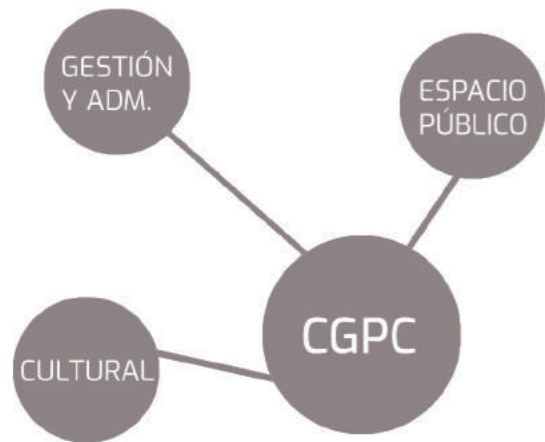 GESTIÓN
Y ADM.
ESPACIO
PÚBLICO
CGPC
CULTURAL